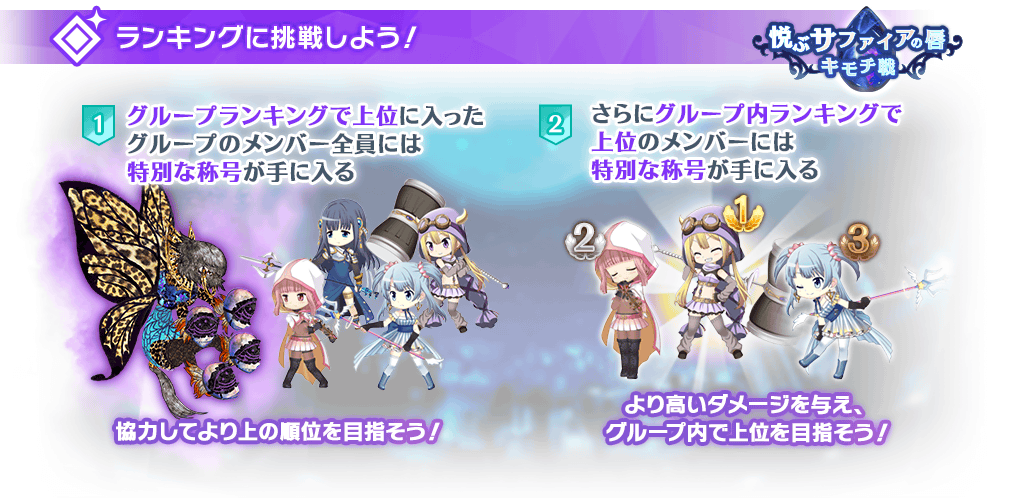 ランキングに挑戦しよう！
悦ぶサファイアの唇
キモチ戦
1
グループランキングで上位に入った
グループのメンバー全員には
特別な称号が手に入る
2
さらにグループ内ランキングで
上位のメンバーには
特別な称号が手に入る
2
1
3
協力してより上の順位を目指そう！
より高いダメージを与え、
グループ内で上位を目指そう！